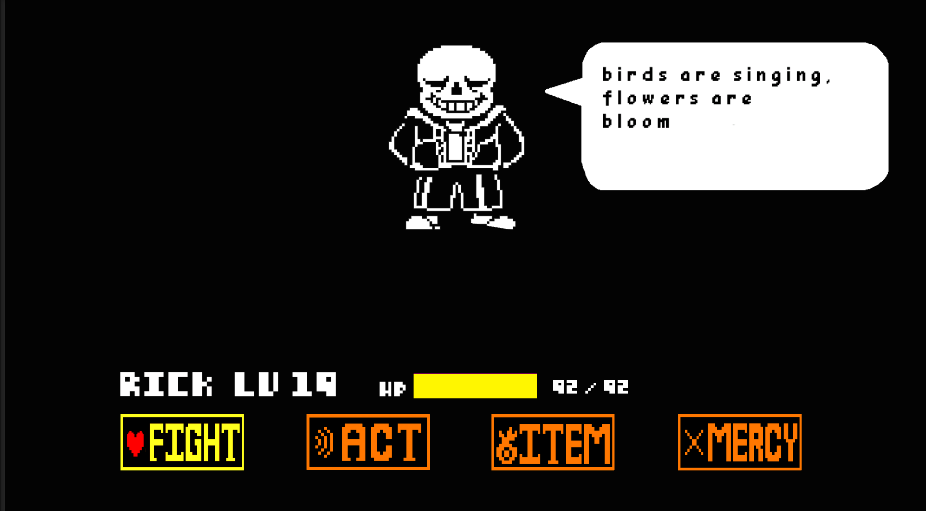 birds are singing,
flowers are
bloom
RICK LV 19 HP 92 / 92
FIGHT ACT ITEM MERCY